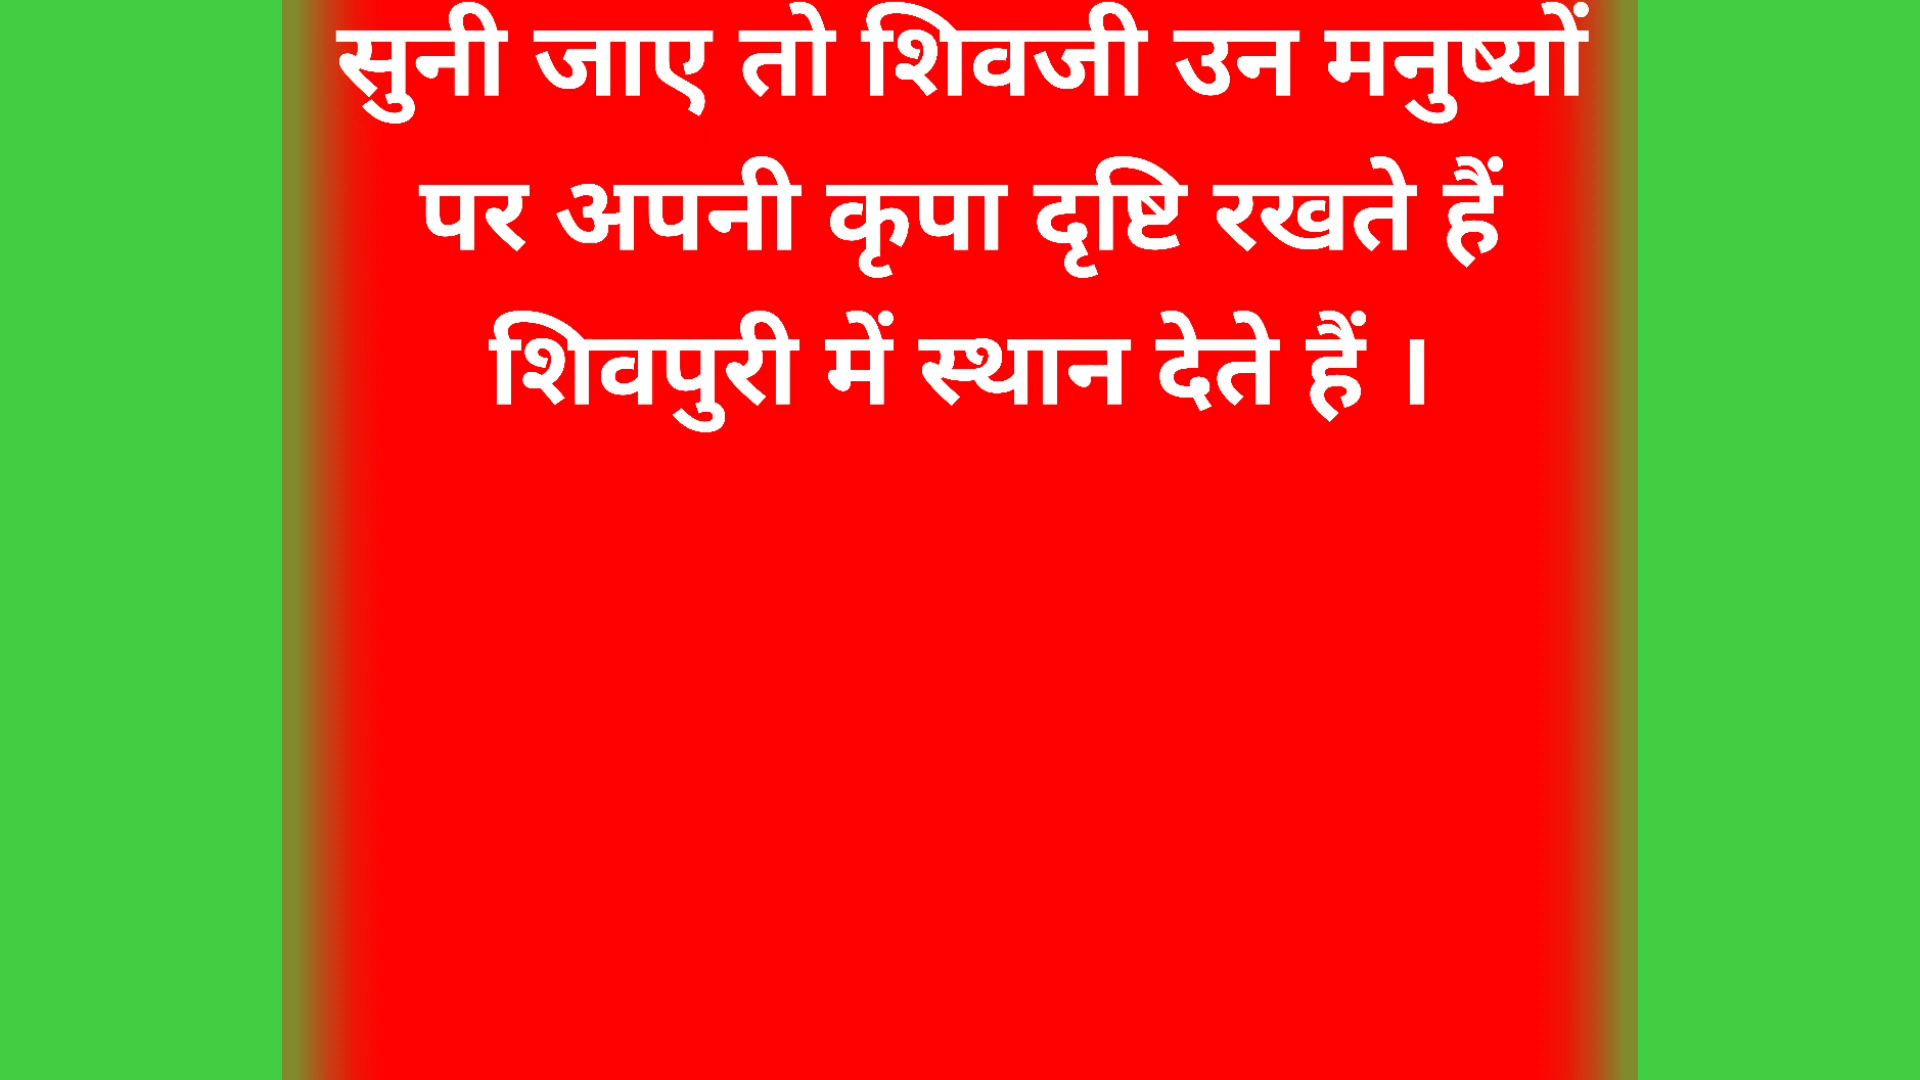 सुनी जाए तो शिवजी उन मनुष्यों
पर अपनी कृपा दृष्टि रखते हैं
शिवपुरी में स्थान देते हैं ।